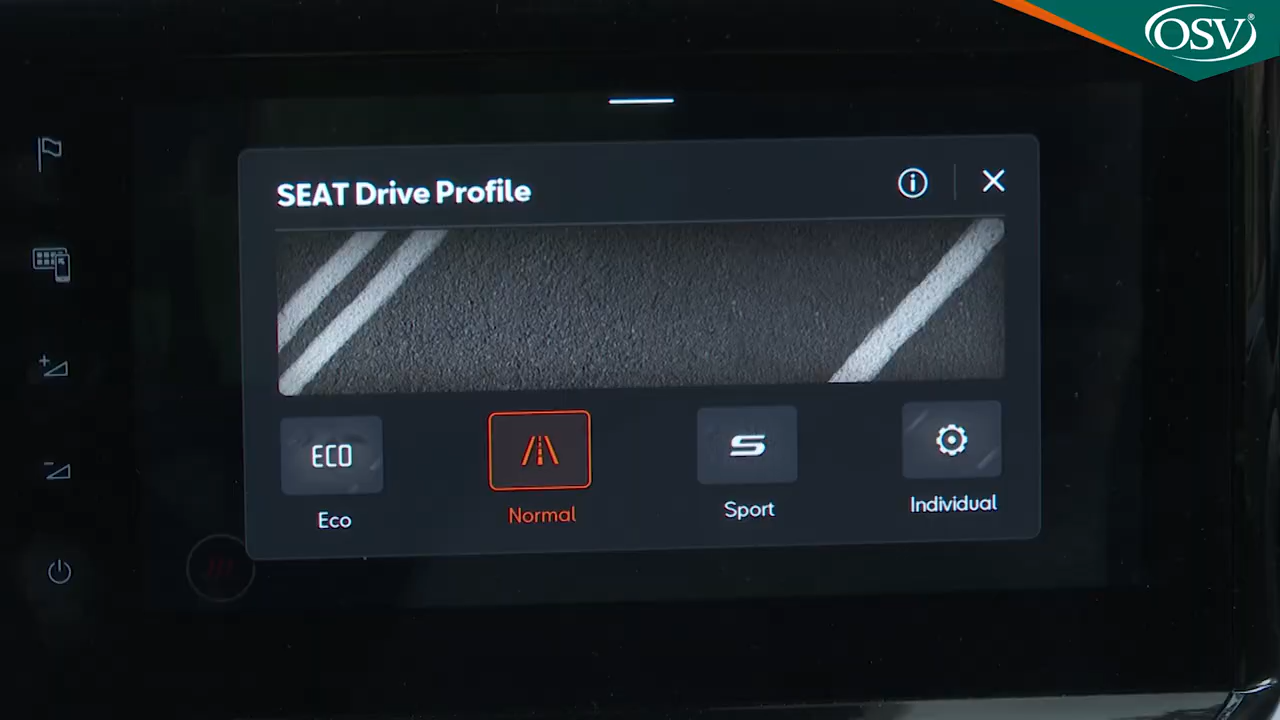 OSV®
SEAT Drive Profile
ECO
S
Eco
Normal
Sport
Individual